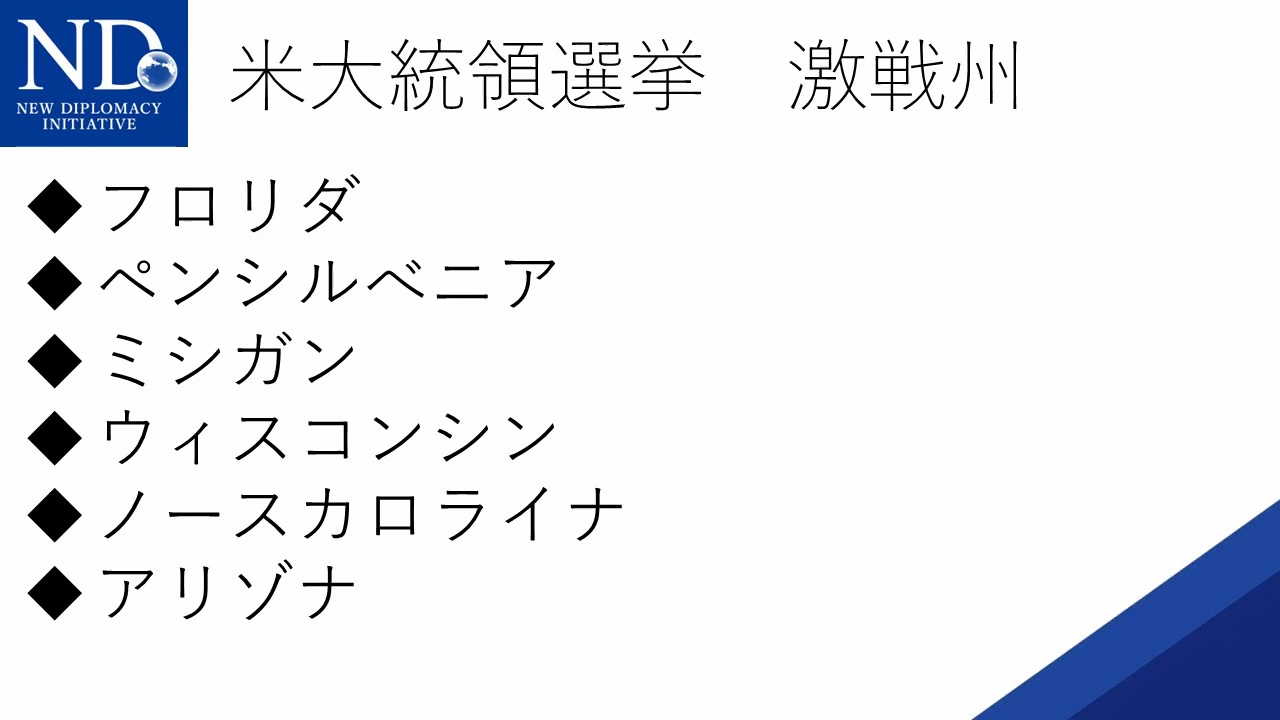 ND
NEW DIPLOMACY
INITIATIVE
米大統領選挙　激戦州
◆フロリダ
◆ペンシルベニア
◆ミシガン
◆ウィスコンシン
◆ノースカロライナ
◆アリゾナ